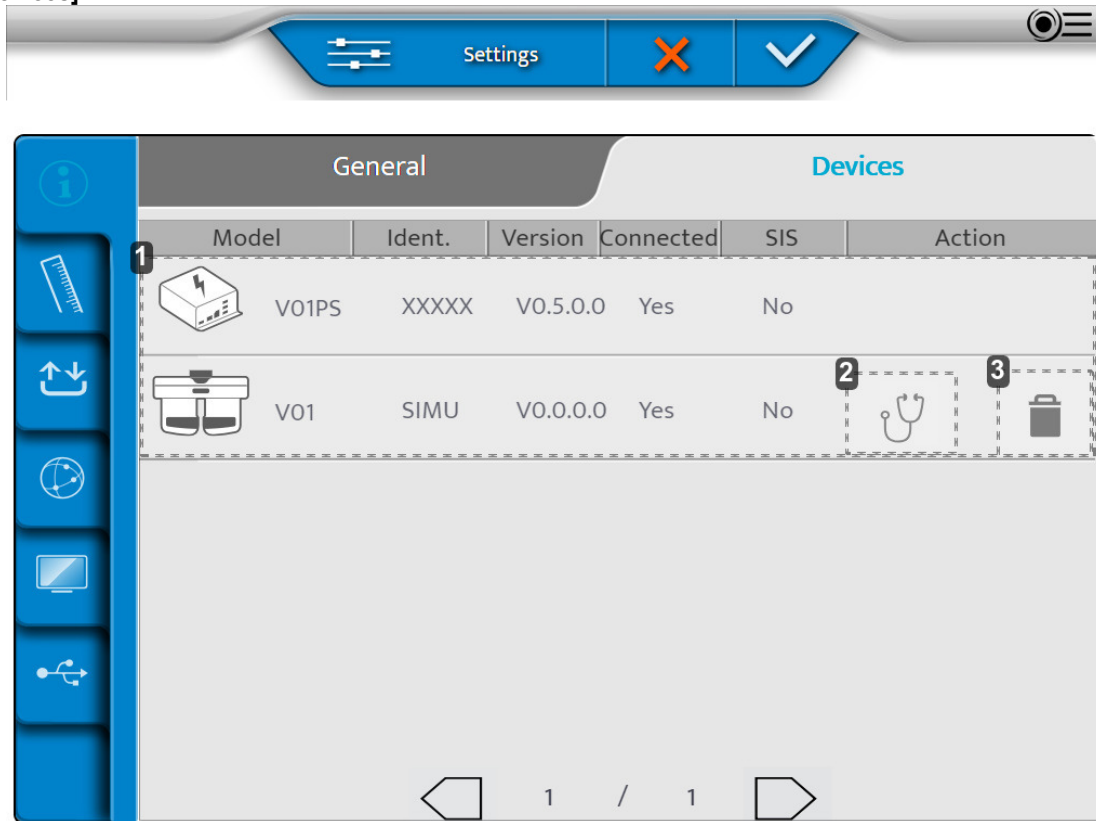 Settings
General Devices
Model Ident. Version Connected SIS Action
1
V01PS XXXXX V0.5.0.0 Yes No
2 3
V01 SIMU V0.0.0.0 Yes No
1 / 1